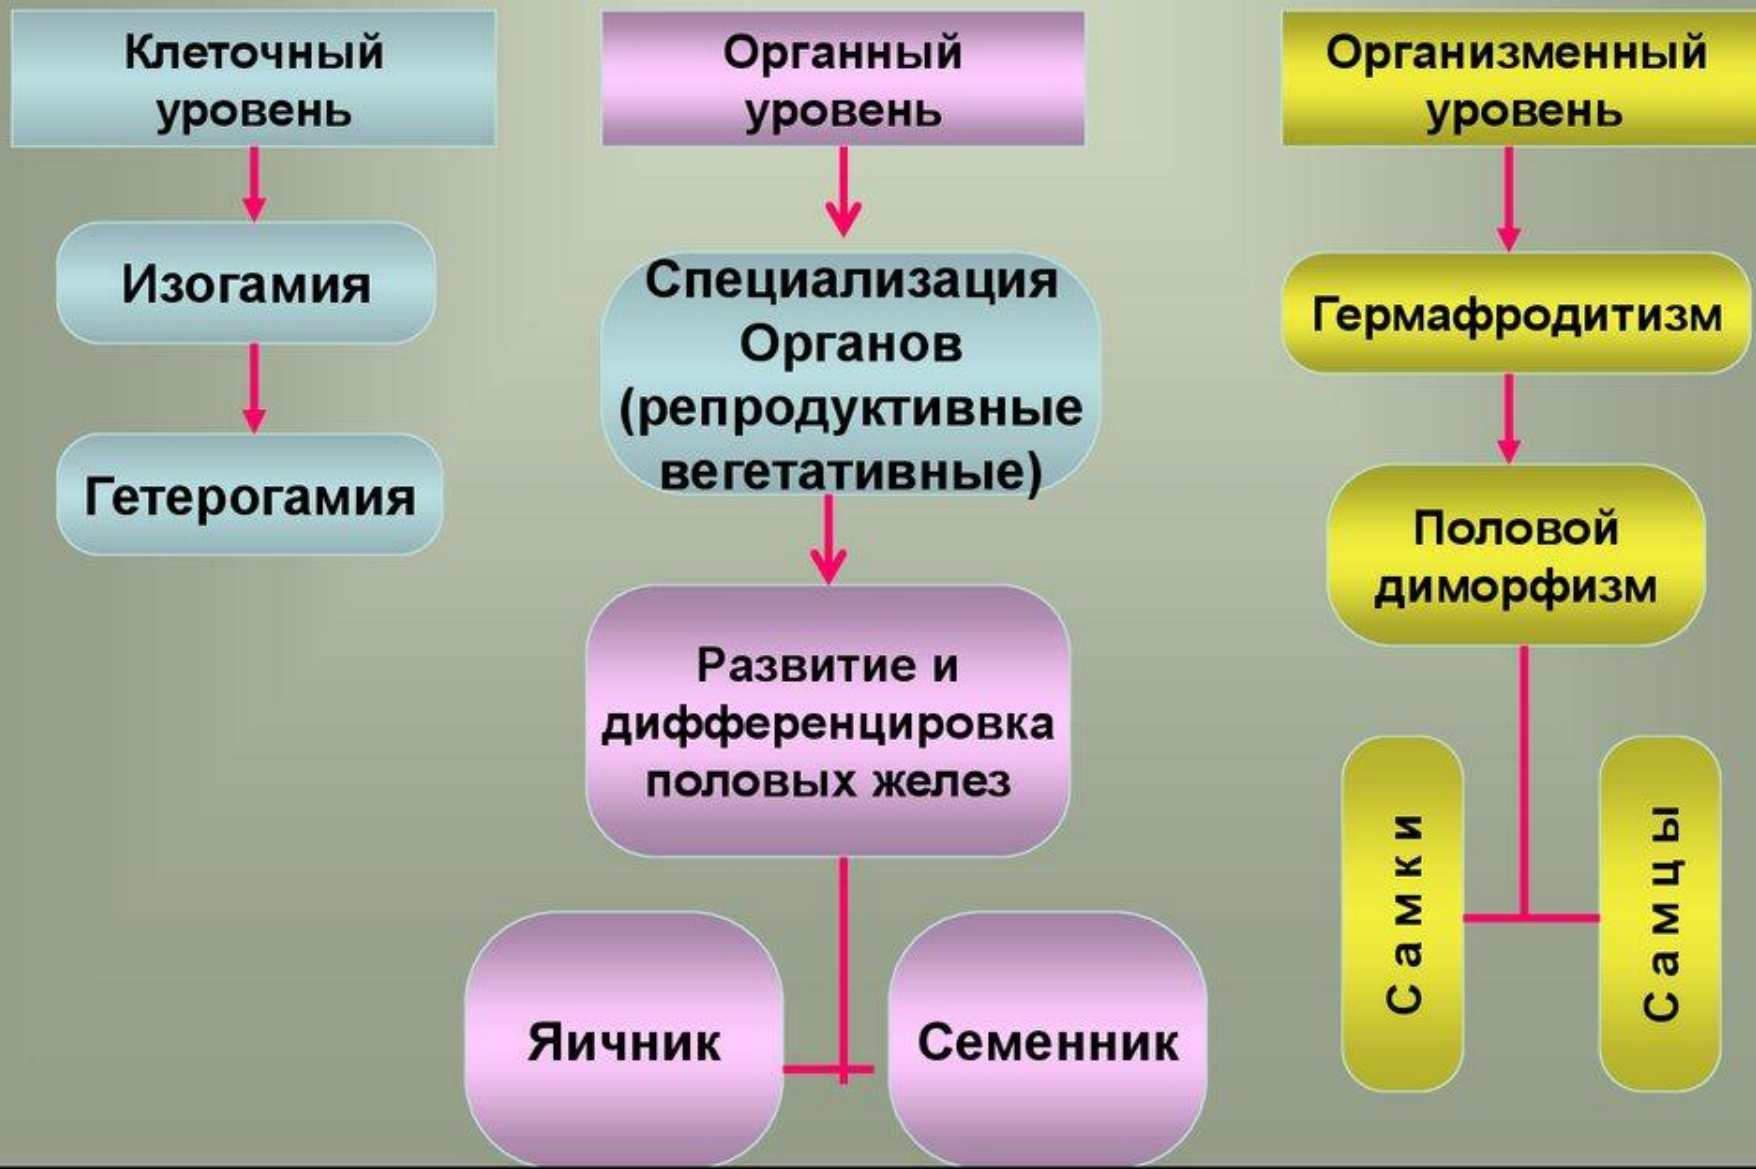 Клеточный
уровень
Изогамия
Гетерогамия
Органный
уровень
Специализация
Органов
(репродуктивные
вегетативные)
Развитие и
дифференцировка
половых желез
Яичник
Семенник
Организменный
уровень
Гермафродитизм
Половой
диморфизм
Самки
Самцы